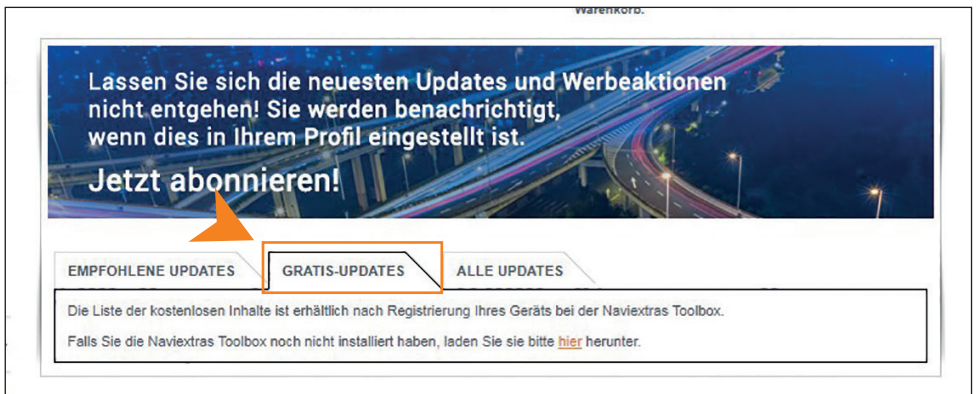 Warenkorb.
Lassen Sie sich die neuesten Updates und Werbeaktionen
nicht entgehen! Sie werden benachrichtigt,
wenn dies in Ihrem Profil eingestellt ist.
Jetzt abonnieren!
EMPFOHLENE UPDATES GRATIS-UPDATES ALLE UPDATES
Die Liste der kostenlosen Inhalte ist erhältlich nach Registrierung Ihres Geräts bei der Naviextras Toolbox.
Falls Sie die Naviextras Toolbox noch nicht installiert haben, laden Sie sie bitte hier herunter.